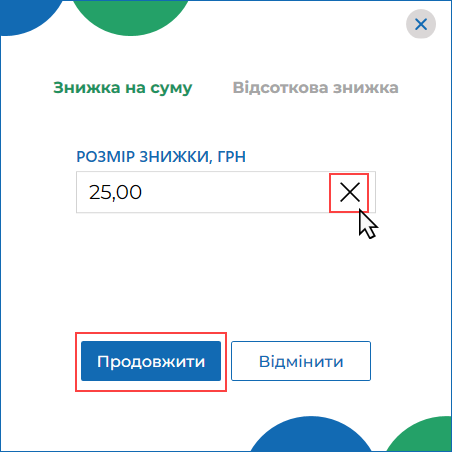 Знижка на суму Відсоткова знижка
РОЗМІР ЗНИЖКИ, ГРН
25,00
Продовжити Відмінити